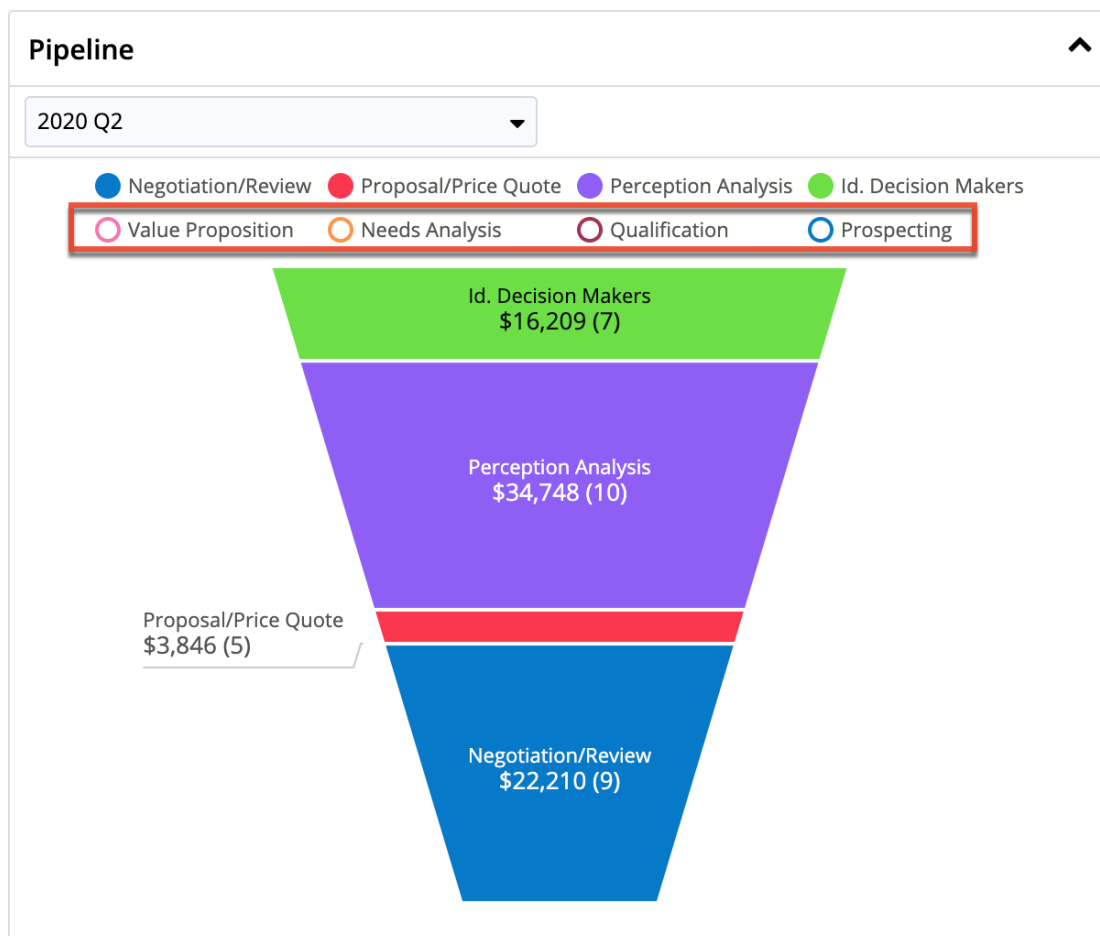 Pipeline
2020 Q2
Negotiation/Review Proposal/Price Quote Perception Analysis Id. Decision Makers
Value Proposition Needs Analysis Qualification Prospecting
Id. Decision Makers
$16,209 (7)
Perception Analysis
$34,748 (10)
Proposal/Price Quote
$3,846 (5)
Negotiation/Review
$22,210 (9)